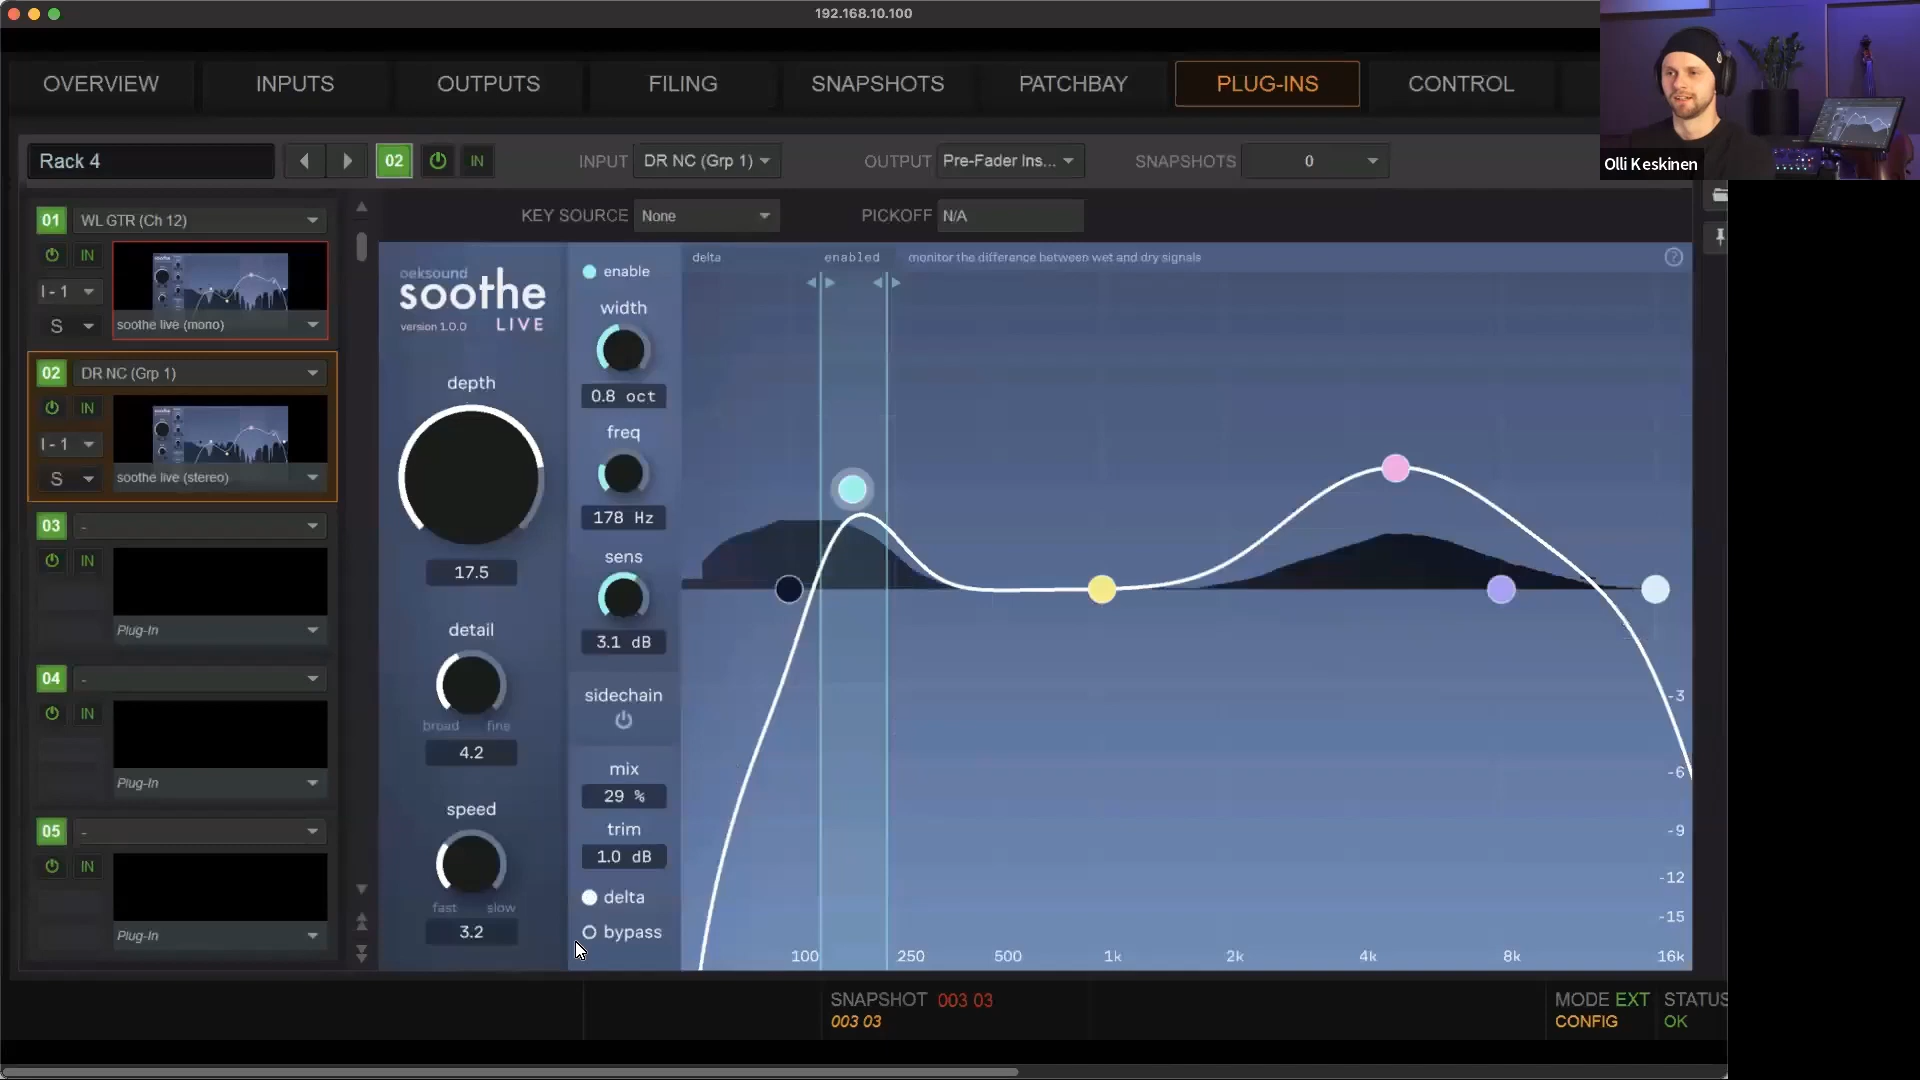 192.168.10.100
OVERVIEW
INPUTS
OUTPUTS
FILING
SNAPSHOTS
PATCHBAY
PLUG-INS
CONTROL
Olli Keskinen
Rack 4
02
IN
INPUT
DR NC (Grp 1)
OUTPUT
Pre-Fader Ins...
SNAPSHOTS
0
KEY SOURCE
None
PICKOFF
N/A
01
WL GTR (Ch 12)
IN
I - 1
S
soothe live (mono)
02
DR NC (Grp 1)
IN
I - 1
S
soothe live (stereo)
03
-
IN
Plug-In
04
-
IN
Plug-In
05
-
IN
Plug-In
oeksound
soothe
version 1.0.0
LIVE
depth
17.5
detail
broad
fine
4.2
speed
fast
slow
3.2
enable
width
0.8 oct
freq
178 Hz
sens
3.1 dB
sidechain
mix
29 %
trim
1.0 dB
delta
bypass
delta
enabled
monitor the difference between wet and dry signals
?
-3
-6
-9
-12
-15
100
250
500
1k
2k
4k
8k
16k
SNAPSHOT 003 03
003 03
MODE EXT
CONFIG
STATUS
OK